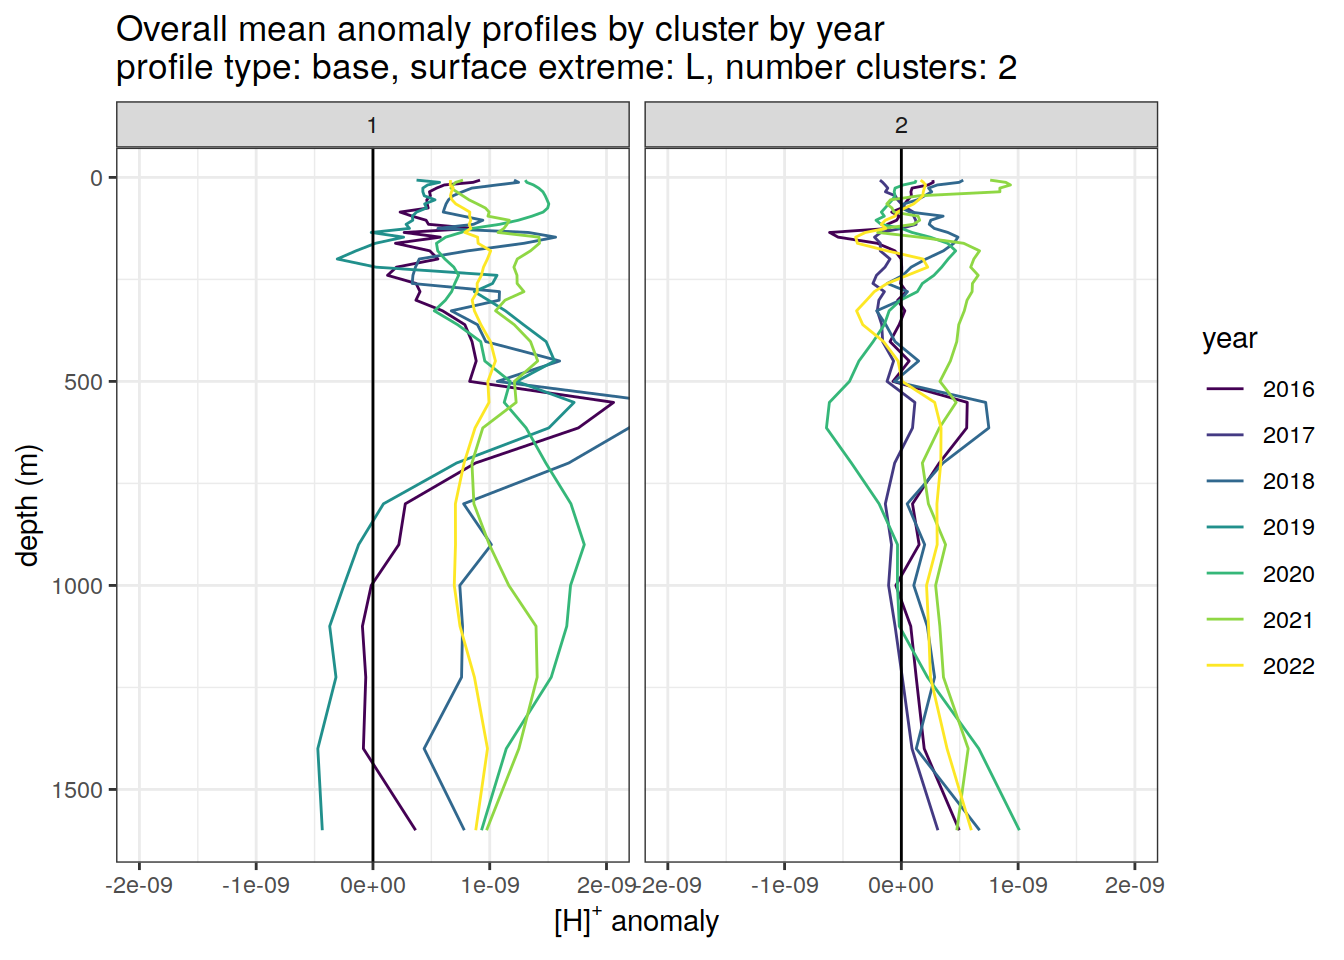 Overall mean anomaly profiles by cluster by year
profile type: base, surface extreme: L, number clusters: 2
1
2
0
500
1000
1500
depth (m)
-2e-09
-1e-09
0e+00
1e-09
2e-09
-2e-09
-1e-09
0e+00
1e-09
2e-09
[H]⁺ anomaly
year
2016
2017
2018
2019
2020
2021
2022